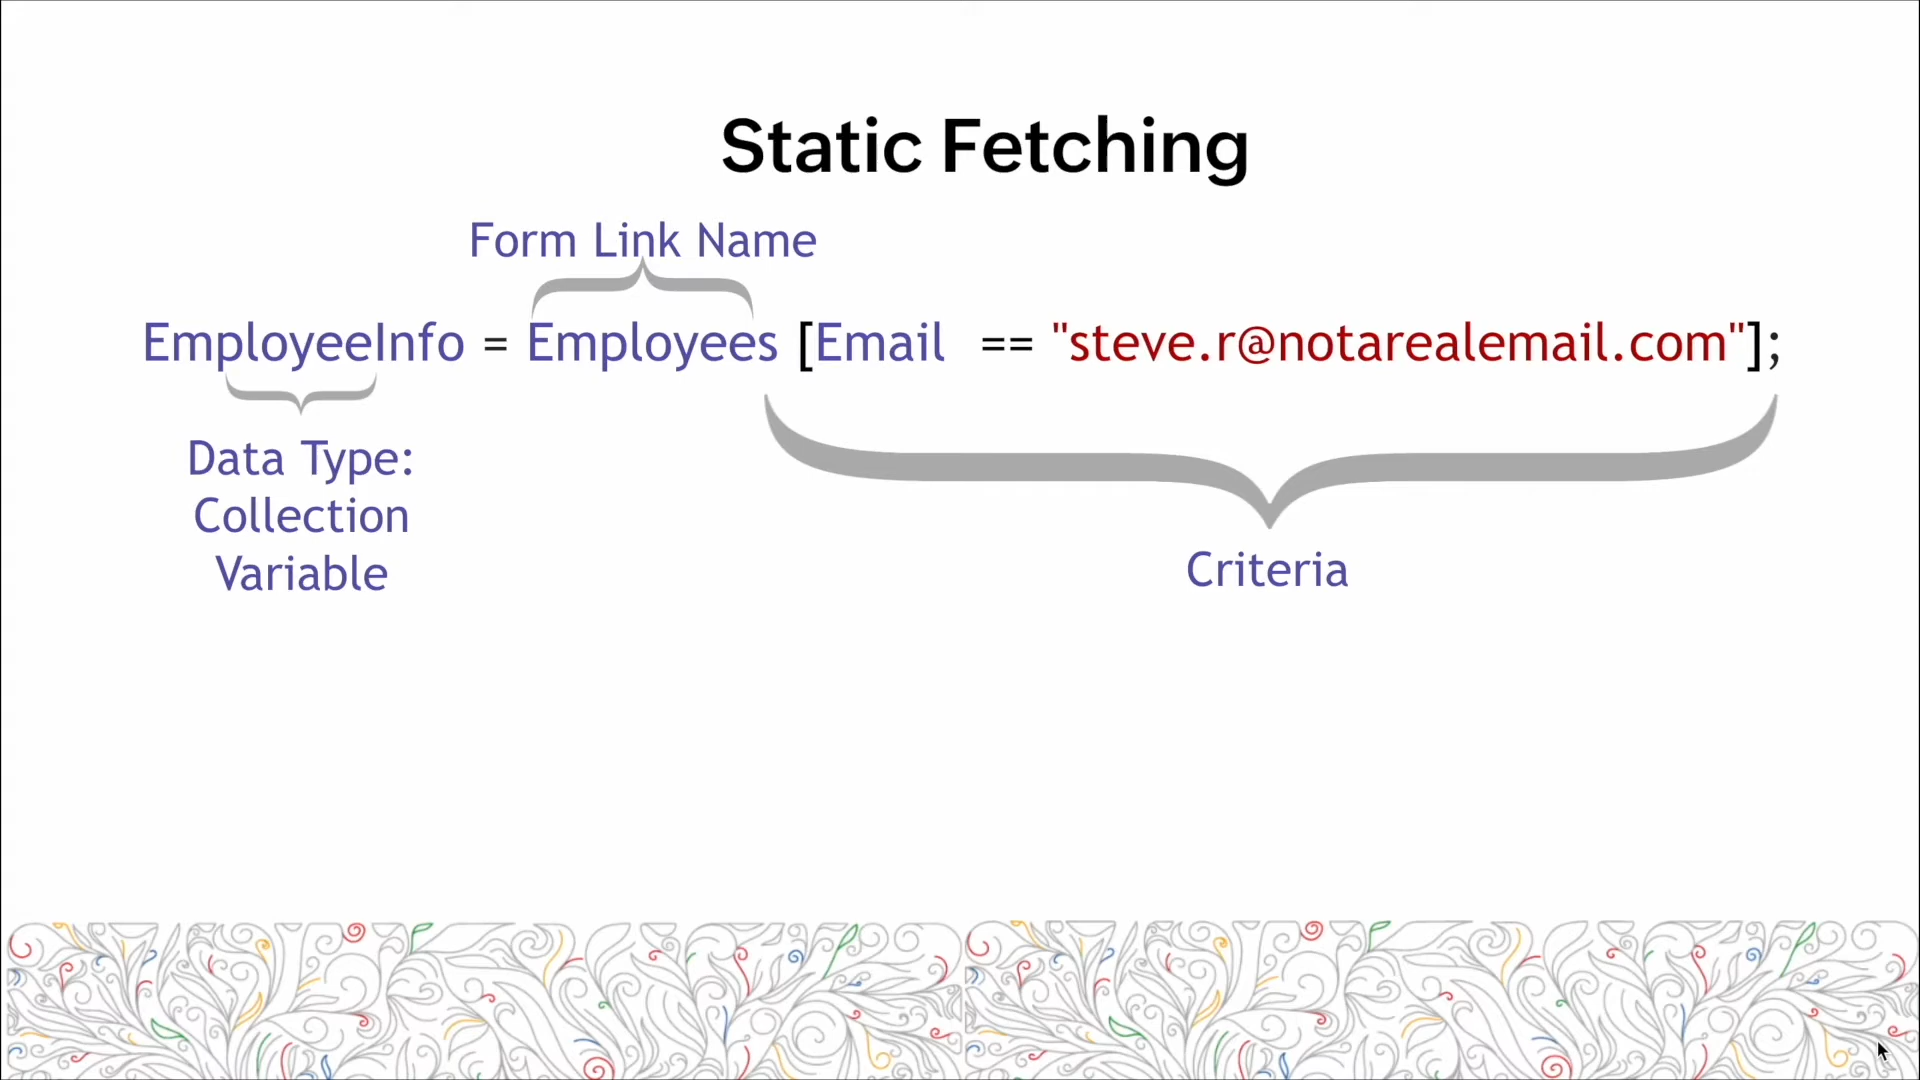 Static Fetching
Form Link Name
EmployeeInfo = Employees [Email == "steve.r@notarealemail.com"];
Data Type:
Collection
Variable
Criteria